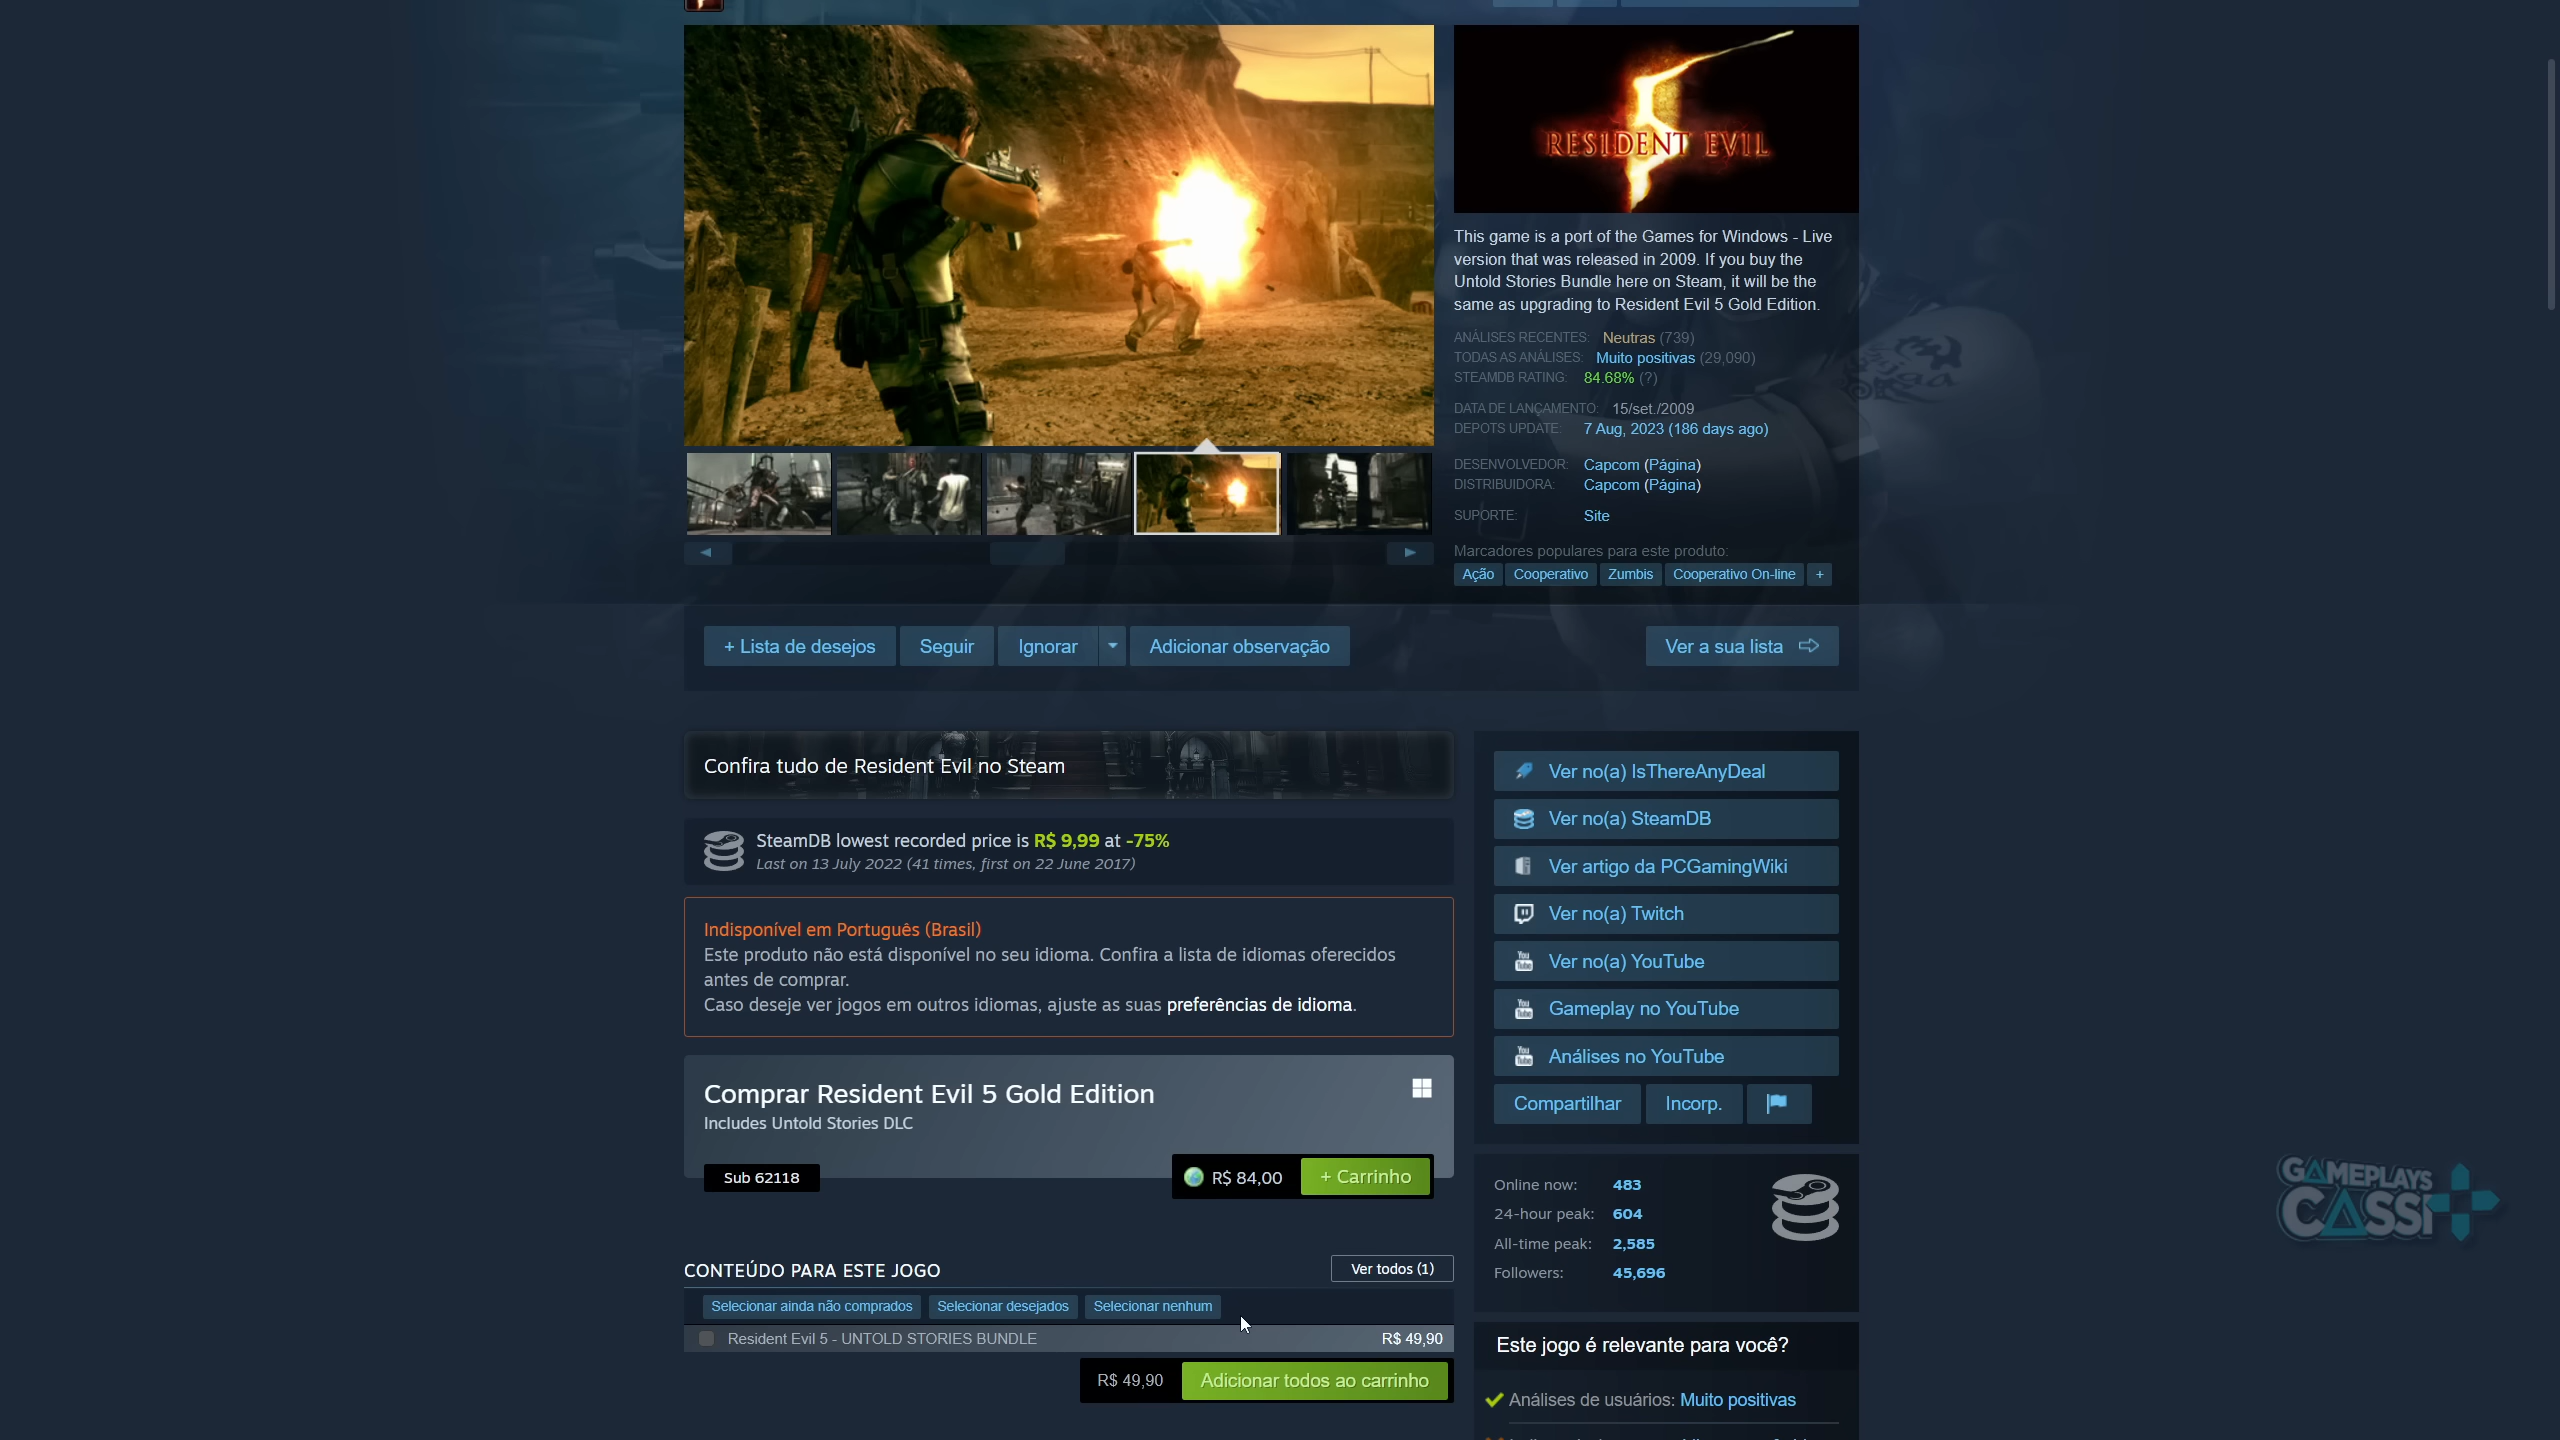 RESIDENT EVIL
This game is a port of the Games for Windows - Live
version that was released in 2009. If you buy the
Untold Stories Bundle here on Steam, it will be the
same as upgrading to Resident Evil 5 Gold Edition.
ANÁLISES RECENTES: Neutras (739)
TODAS AS ANÁLISES: Muito positivas (29,090)
STEAMDB RATING: 84.68% (?)
DATA DE LANÇAMENTO: 15/set./2009
DEPOTS UPDATE: 7 Aug, 2023 (186 days ago)
DESENVOLVEDOR: Capcom (Página)
DISTRIBUIDORA: Capcom (Página)
SUPORTE: Site
Marcadores populares para este produto:
Ação Cooperativo Zumbis Cooperativo On-line +
+ Lista de desejos Seguir Ignorar Adicionar observação Ver a sua lista
Confira tudo de Resident Evil no Steam
SteamDB lowest recorded price is R$ 9,99 at -75%
Last on 13 July 2022 (41 times, first on 22 June 2017)
Indisponível em Português (Brasil)
Este produto não está disponível no seu idioma. Confira a lista de idiomas oferecidos
antes de comprar.
Caso deseje ver jogos em outros idiomas, ajuste as suas preferências de idioma.
Comprar Resident Evil 5 Gold Edition
Includes Untold Stories DLC
Sub 62118
R$ 84,00 + Carrinho
CONTEÚDO PARA ESTE JOGO Ver todos (1)
Selecionar ainda não comprados Selecionar desejados Selecionar nenhum
Resident Evil 5 - UNTOLD STORIES BUNDLE R$ 49,90
R$ 49,90 Adicionar todos ao carrinho
Ver no(a) IsThereAnyDeal
Ver no(a) SteamDB
Ver artigo da PCGamingWiki
Ver no(a) Twitch
Ver no(a) YouTube
Gameplay no YouTube
Análises no YouTube
Compartilhar Incorp.
Online now: 483
24-hour peak: 604
All-time peak: 2,585
Followers: 45,696
Este jogo é relevante para você?
Análises de usuários: Muito positivas
GAMEPLAYS
CASSI